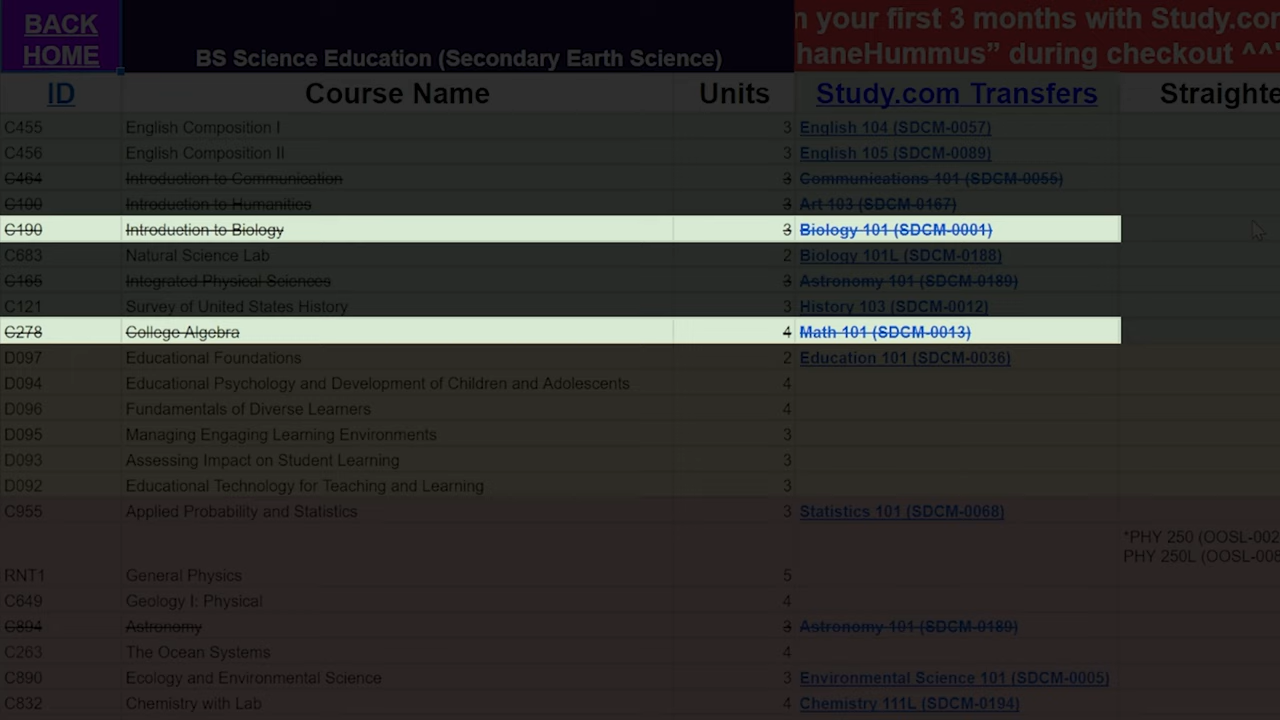 BACK
HOME
BS Science Education (Secondary Earth Science)
n your first 3 months with Study.co
haneHummus” during checkout ^^
ID Course Name Units Study.com Transfers Straighte
C455 English Composition I 3 English 104 (SDCM-0057)
C456 English Composition II 3 English 105 (SDCM-0089)
C464 Introduction to Communication 3 Communications 101 (SDCM-0055)
C100 Introduction to Humanities 3 Art 103 (SDCM-0167)
C190 Introduction to Biology 3 Biology 101 (SDCM-0001)
C683 Natural Science Lab 2 Biology 101L (SDCM-0188)
C165 Integrated Physical Sciences 3 Astronomy 101 (SDCM-0189)
C121 Survey of United States History 3 History 103 (SDCM-0012)
C278 College Algebra 4 Math 101 (SDCM-0013)
D097 Educational Foundations 2 Education 101 (SDCM-0036)
D094 Educational Psychology and Development of Children and Adolescents 4
D096 Fundamentals of Diverse Learners 4
D095 Managing Engaging Learning Environments 3
D093 Assessing Impact on Student Learning 3
D092 Educational Technology for Teaching and Learning 3
C955 Applied Probability and Statistics 3 Statistics 101 (SDCM-0068)
*PHY 250 (OOSL-002
PHY 250L (OOSL-008
RNT1 General Physics 5
C649 Geology I: Physical 4
C894 Astronomy 3 Astronomy 101 (SDCM-0189)
C263 The Ocean Systems 4
C890 Ecology and Environmental Science 3 Environmental Science 101 (SDCM-0005)
C832 Chemistry with Lab 4 Chemistry 111L (SDCM-0194)